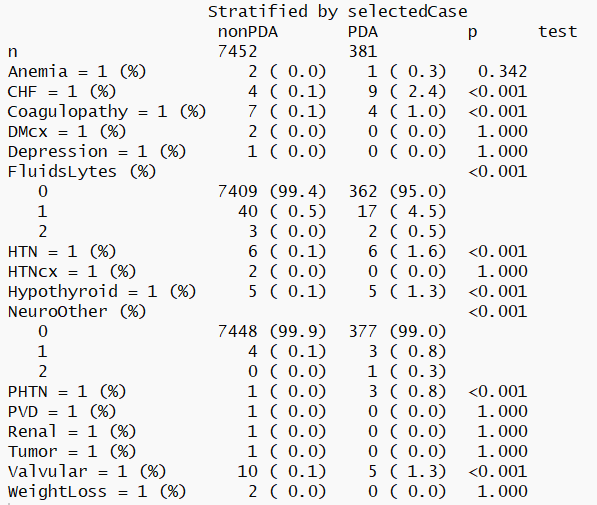 Stratified by selectedCase
nonPDA PDA p test
n 7452 381
Anemia = 1 (%) 2 ( 0.0) 1 ( 0.3) 0.342
CHF = 1 (%) 4 ( 0.1) 9 ( 2.4) <0.001
Coagulopathy = 1 (%) 7 ( 0.1) 4 ( 1.0) <0.001
DMcx = 1 (%) 2 ( 0.0) 0 ( 0.0) 1.000
Depression = 1 (%) 1 ( 0.0) 0 ( 0.0) 1.000
FluidsLytes (%) <0.001
0 7409 (99.4) 362 (95.0)
1 40 ( 0.5) 17 ( 4.5)
2 3 ( 0.0) 2 ( 0.5)
HTN = 1 (%) 6 ( 0.1) 6 ( 1.6) <0.001
HTNcx = 1 (%) 2 ( 0.0) 0 ( 0.0) 1.000
Hypothyroid = 1 (%) 5 ( 0.1) 5 ( 1.3) <0.001
NeuroOther (%) <0.001
0 7448 (99.9) 377 (99.0)
1 4 ( 0.1) 3 ( 0.8)
2 0 ( 0.0) 1 ( 0.3)
PHTN = 1 (%) 1 ( 0.0) 3 ( 0.8) <0.001
PVD = 1 (%) 1 ( 0.0) 0 ( 0.0) 1.000
Renal = 1 (%) 1 ( 0.0) 0 ( 0.0) 1.000
Tumor = 1 (%) 1 ( 0.0) 0 ( 0.0) 1.000
Valvular = 1 (%) 10 ( 0.1) 5 ( 1.3) <0.001
WeightLoss = 1 (%) 2 ( 0.0) 0 ( 0.0) 1.000